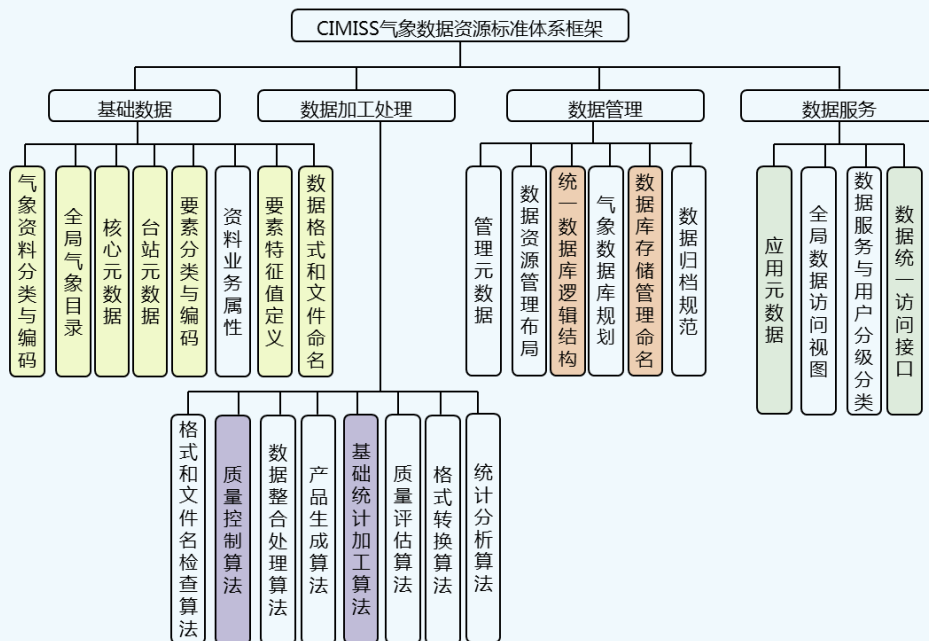 CIMISS气象数据资源标准体系框架
基础数据
数据加工处理
数据管理
数据服务
气象资料分类与编码
全局气象目录
核心元数据
台站元数据
要素分类与编码
资料业务属性
要素特征值定义
数据格式和文件命名
管理元数据
数据资源管理布局
统一数据库逻辑结构
气象数据库规划
数据库存储管理命名
数据归档规范
应用元数据
全局数据访问视图
数据服务与用户分级分类
数据统一访问接口
格式和文件名检查算法
质量控制算法
数据整合处理算法
产品生成算法
基础统计加工算法
质量评估算法
格式转换算法
统计分析算法